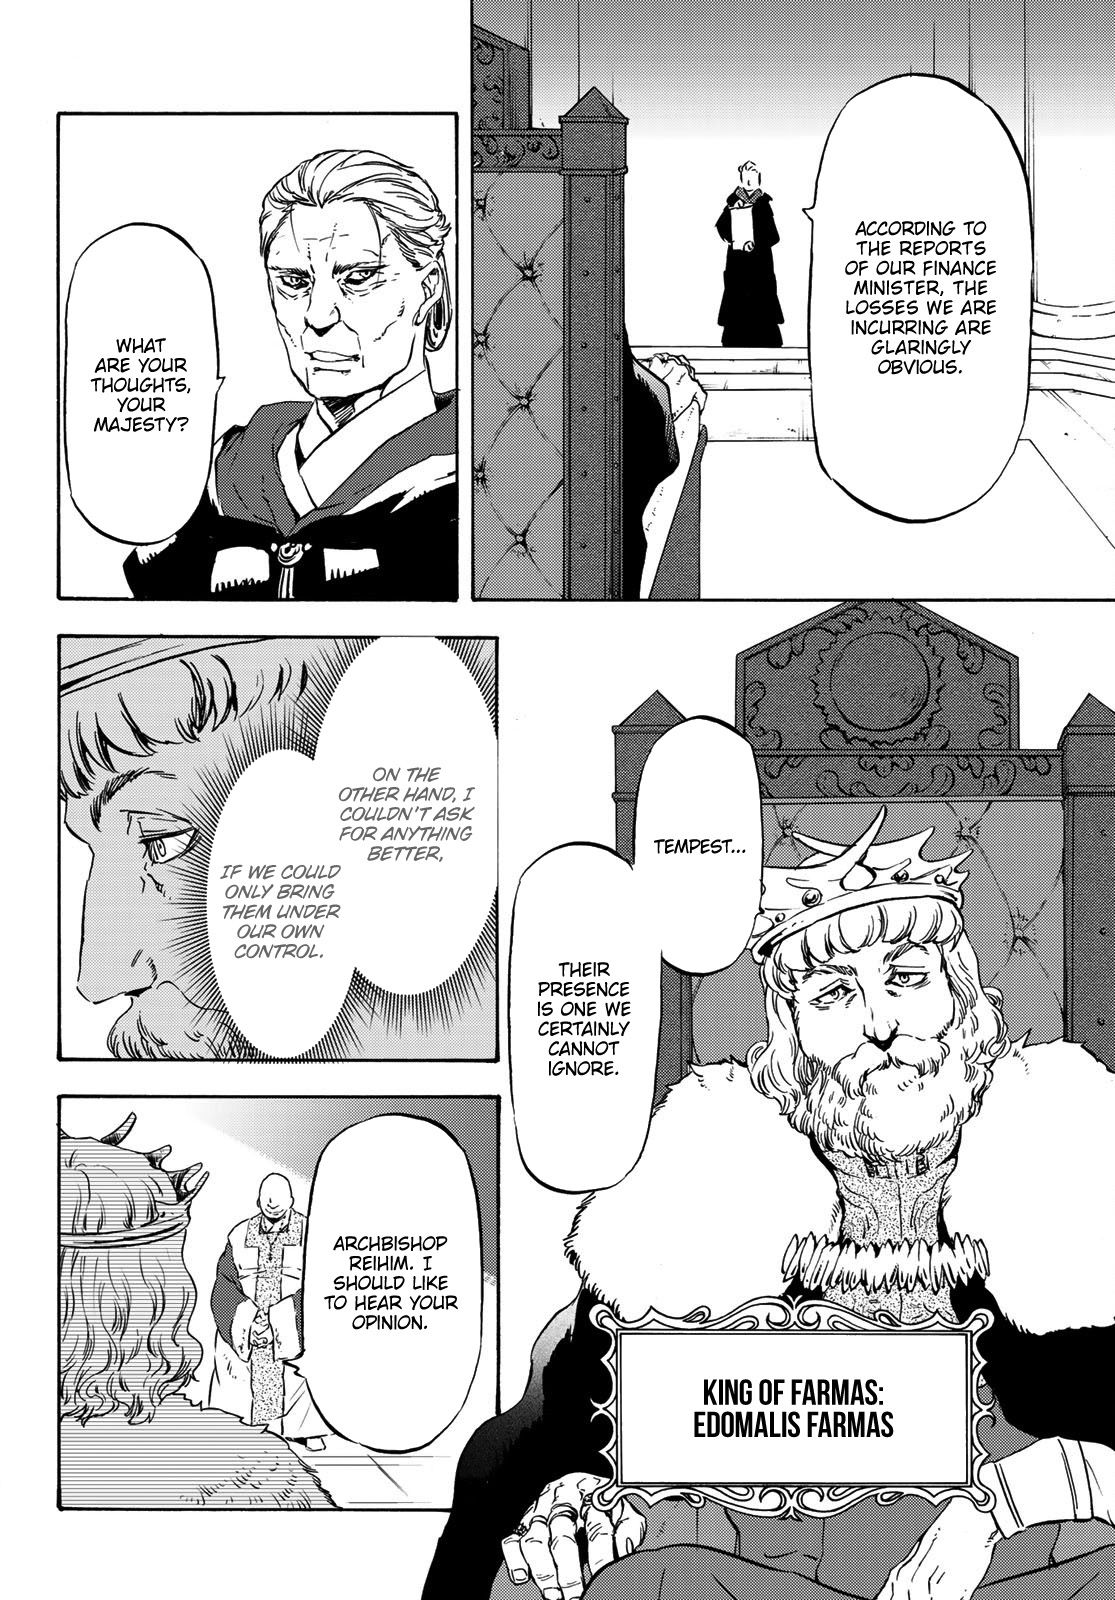 ACCORDING TO
THE REPORTS
OF OUR FINANCE
MINISTER, THE
LOSSES WE ARE
INCURRING ARE
GLARINGLY
OBVIOUS.
WHAT
ARE YOUR
THOUGHTS,
YOUR
MAJESTY?
TEMPEST...
THEIR
PRESENCE
IS ONE WE
CERTAINLY
CANNOT
IGNORE.
KING OF FARMAS:
EDOMALIS FARMAS
ON THE
OTHER HAND, I
COULDN'T ASK
FOR ANYTHING
BETTER,
IF WE COULD
ONLY BRING
THEM UNDER
OUR OWN
CONTROL.
ARCHBISHOP
REIHIM. I
SHOULD LIKE
TO HEAR YOUR
OPINION.